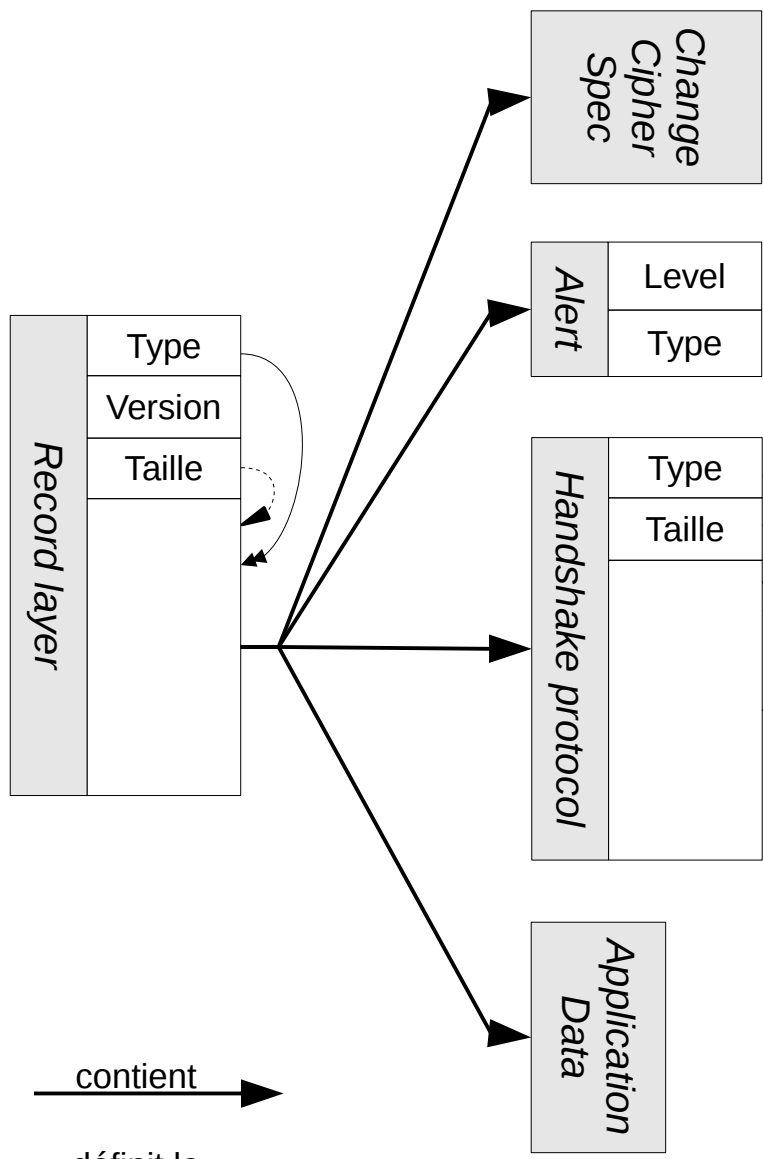 Record layer
Type
Version
Taille
Change
Cipher
Spec
Alert
Level
Type
Handshake protocol
Type
Taille
Application
Data
contient
définit le